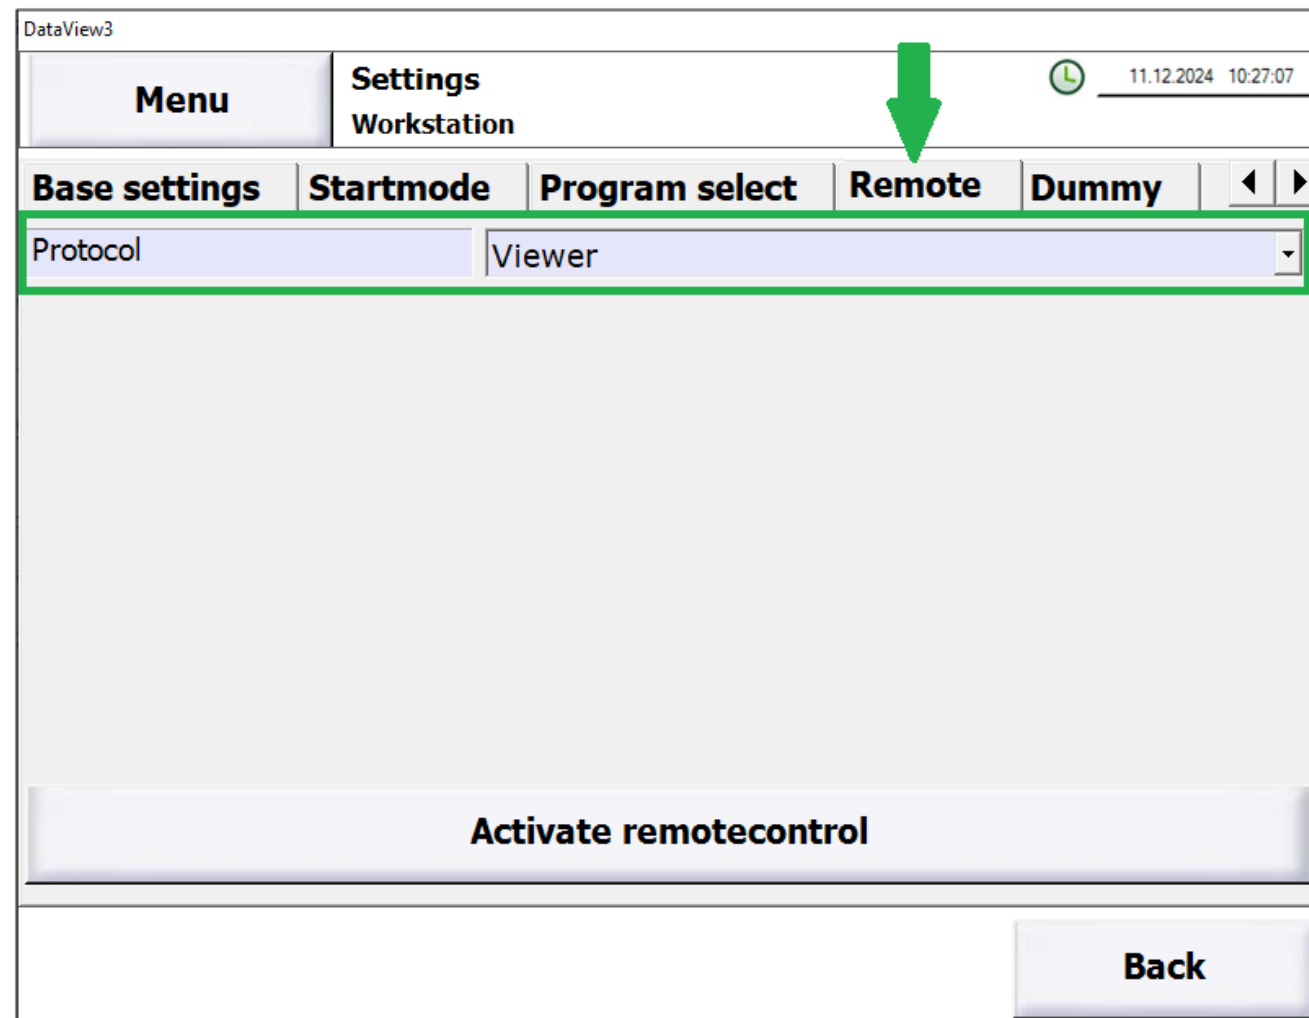 DataView3
Menu
Settings
Workstation
11.12.2024 10:27:07
Base settings Startmode Program select Remote Dummy
Protocol Viewer
Activate remotecontrol
Back